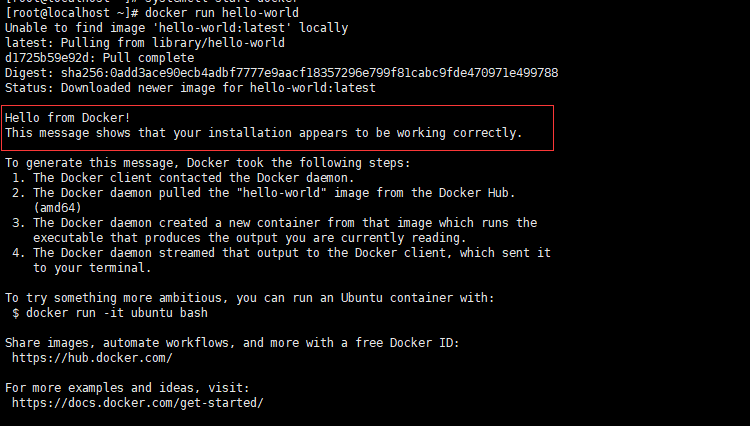 [root@localhost ~]# systemctl start docker
[root@localhost ~]# docker run hello-world
Unable to find image 'hello-world:latest' locally
latest: Pulling from library/hello-world
d1725b59e92d: Pull complete
Digest: sha256:0add3ace90ecb4adbf7777e9aacf18357296e799f81cabc9fde470971e499788
Status: Downloaded newer image for hello-world:latest
Hello from Docker!
This message shows that your installation appears to be working correctly.
To generate this message, Docker took the following steps:
1. The Docker client contacted the Docker daemon.
2. The Docker daemon pulled the "hello-world" image from the Docker Hub.
(amd64)
3. The Docker daemon created a new container from that image which runs the
executable that produces the output you are currently reading.
4. The Docker daemon streamed that output to the Docker client, which sent it
to your terminal.
To try something more ambitious, you can run an Ubuntu container with:
$ docker run -it ubuntu bash
Share images, automate workflows, and more with a free Docker ID:
https://hub.docker.com/
For more examples and ideas, visit:
https://docs.docker.com/get-started/